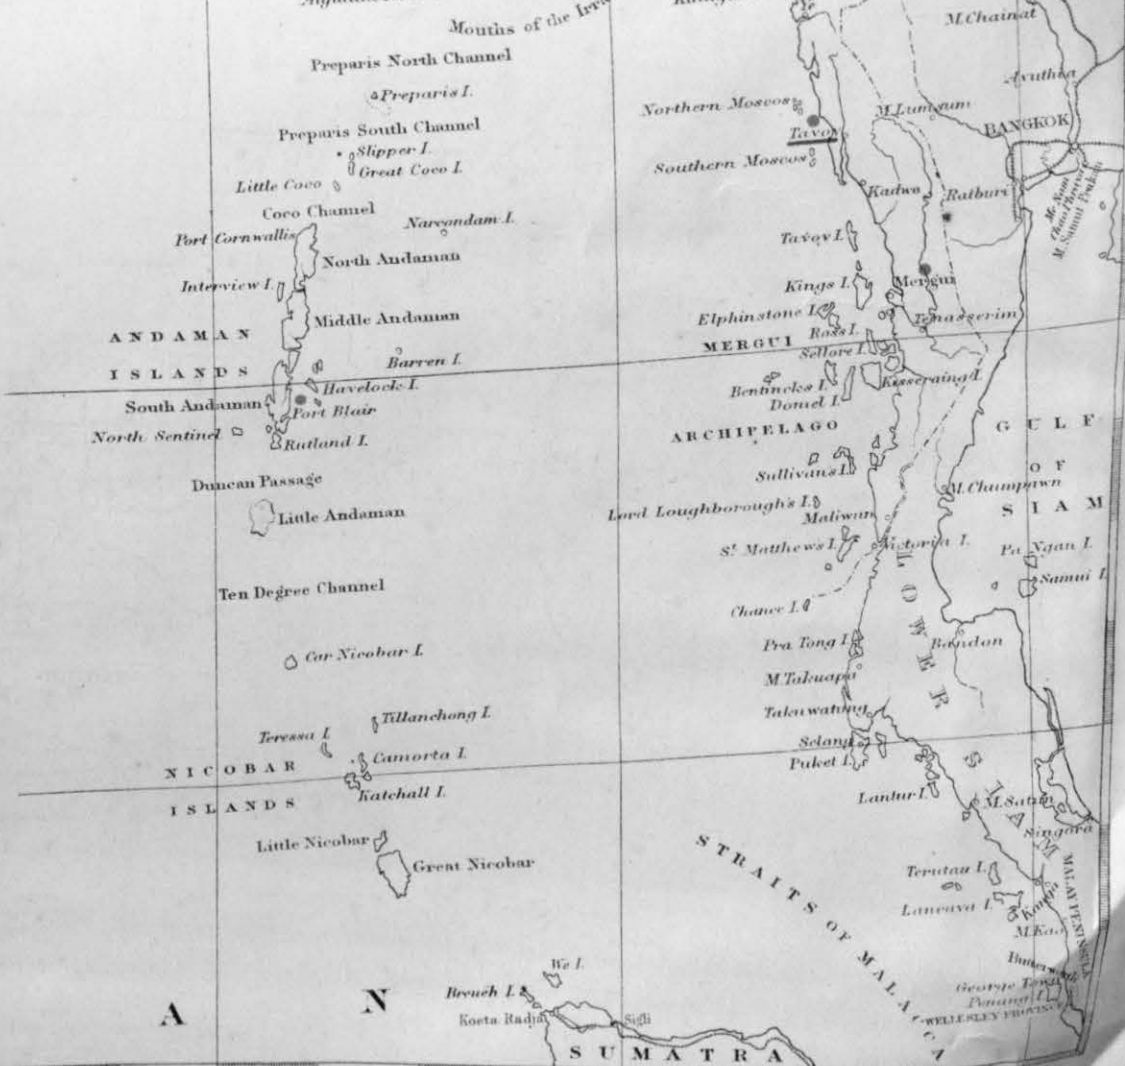 Mouths of the
M. Chainat
Preparis North Channel
Ayuthia
Preparis I.
Northern Moscos
M. Lumsum
Preparis South Channel
BANGKOK
Tavoy
Slipper I.
Southern Moscos
Great Coco I.
Little Coco
Kadwe
Ratburi
Coco Channel
Narcondam I.
Port Cornwallis
Tavoy I.
North Andaman
Interview I.
Kings I.
Mergui
Elphinstone I.
Tenasserim
Middle Andaman
Ross I.
ANDAMAN
MERGUI
Sellore I.
Barren I.
ISLANDS
Kisseraing I.
Havelock I.
Bentincks I.
South Andaman
Domel I.
Port Blair
North Sentinel
Rutland I.
ARCHIPELAGO
GULF
OF
SIAM
Sullivan's I.
Duncan Passage
M. Chumpawn
Lord Loughborough's I.
Little Andaman
Maliwun
St. Matthews I.
Victoria I.
Pa Ngan I.
Samui I.
Ten Degree Channel
Chance I.
LOWER
SIAM
Pra Tong I.
Bandon
Car Nicobar I.
M. Takuapa
Takuwatung
Tillanchong I.
Teressa I.
Selang
Camorta I.
Puket I.
NICOBAR
ISLANDS
Katchall I.
Lantur I.
M. Satun
Singora
Little Nicobar
Great Nicobar
STRAITS OF MALACCA
Terutau I.
MALAY PENINSULA
Lancava I.
We I.
Breueh I.
George Town
Penang I.
WELLESLEY PROVINCE
Koeta Radja
Sigli
A N
SUMATRA